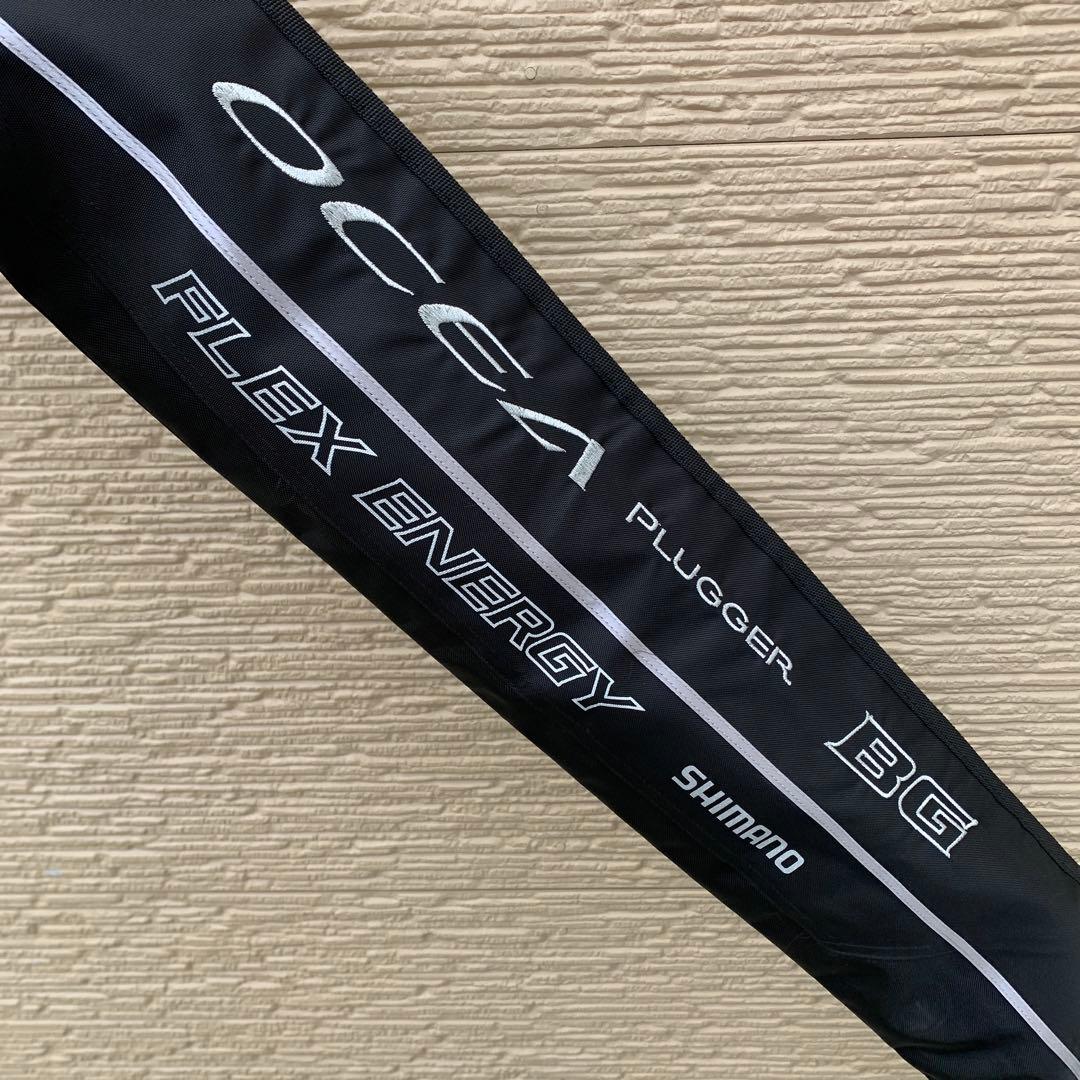 OCEA PLUGGER BG
FLEX ENERGY
SHIMANO